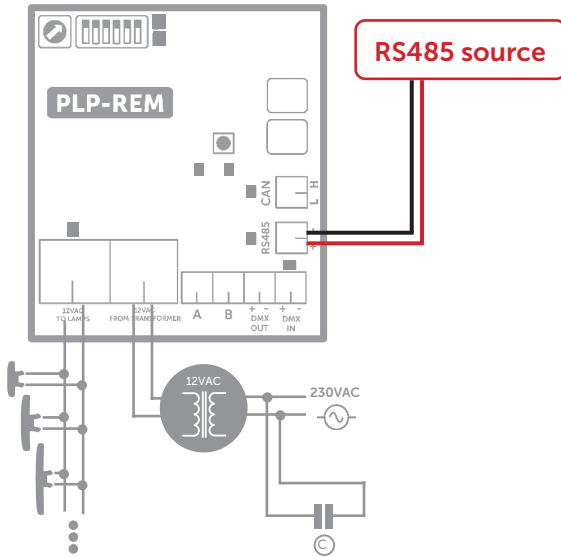 RS485 source
PLP-REM
CAN
H
L
RS485
- +
12VAC
TO LAMPS
12VAC
FROM TRANSFORMER
A
B
+ -
DMX
OUT
+ -
DMX
IN
12VAC
230VAC
C